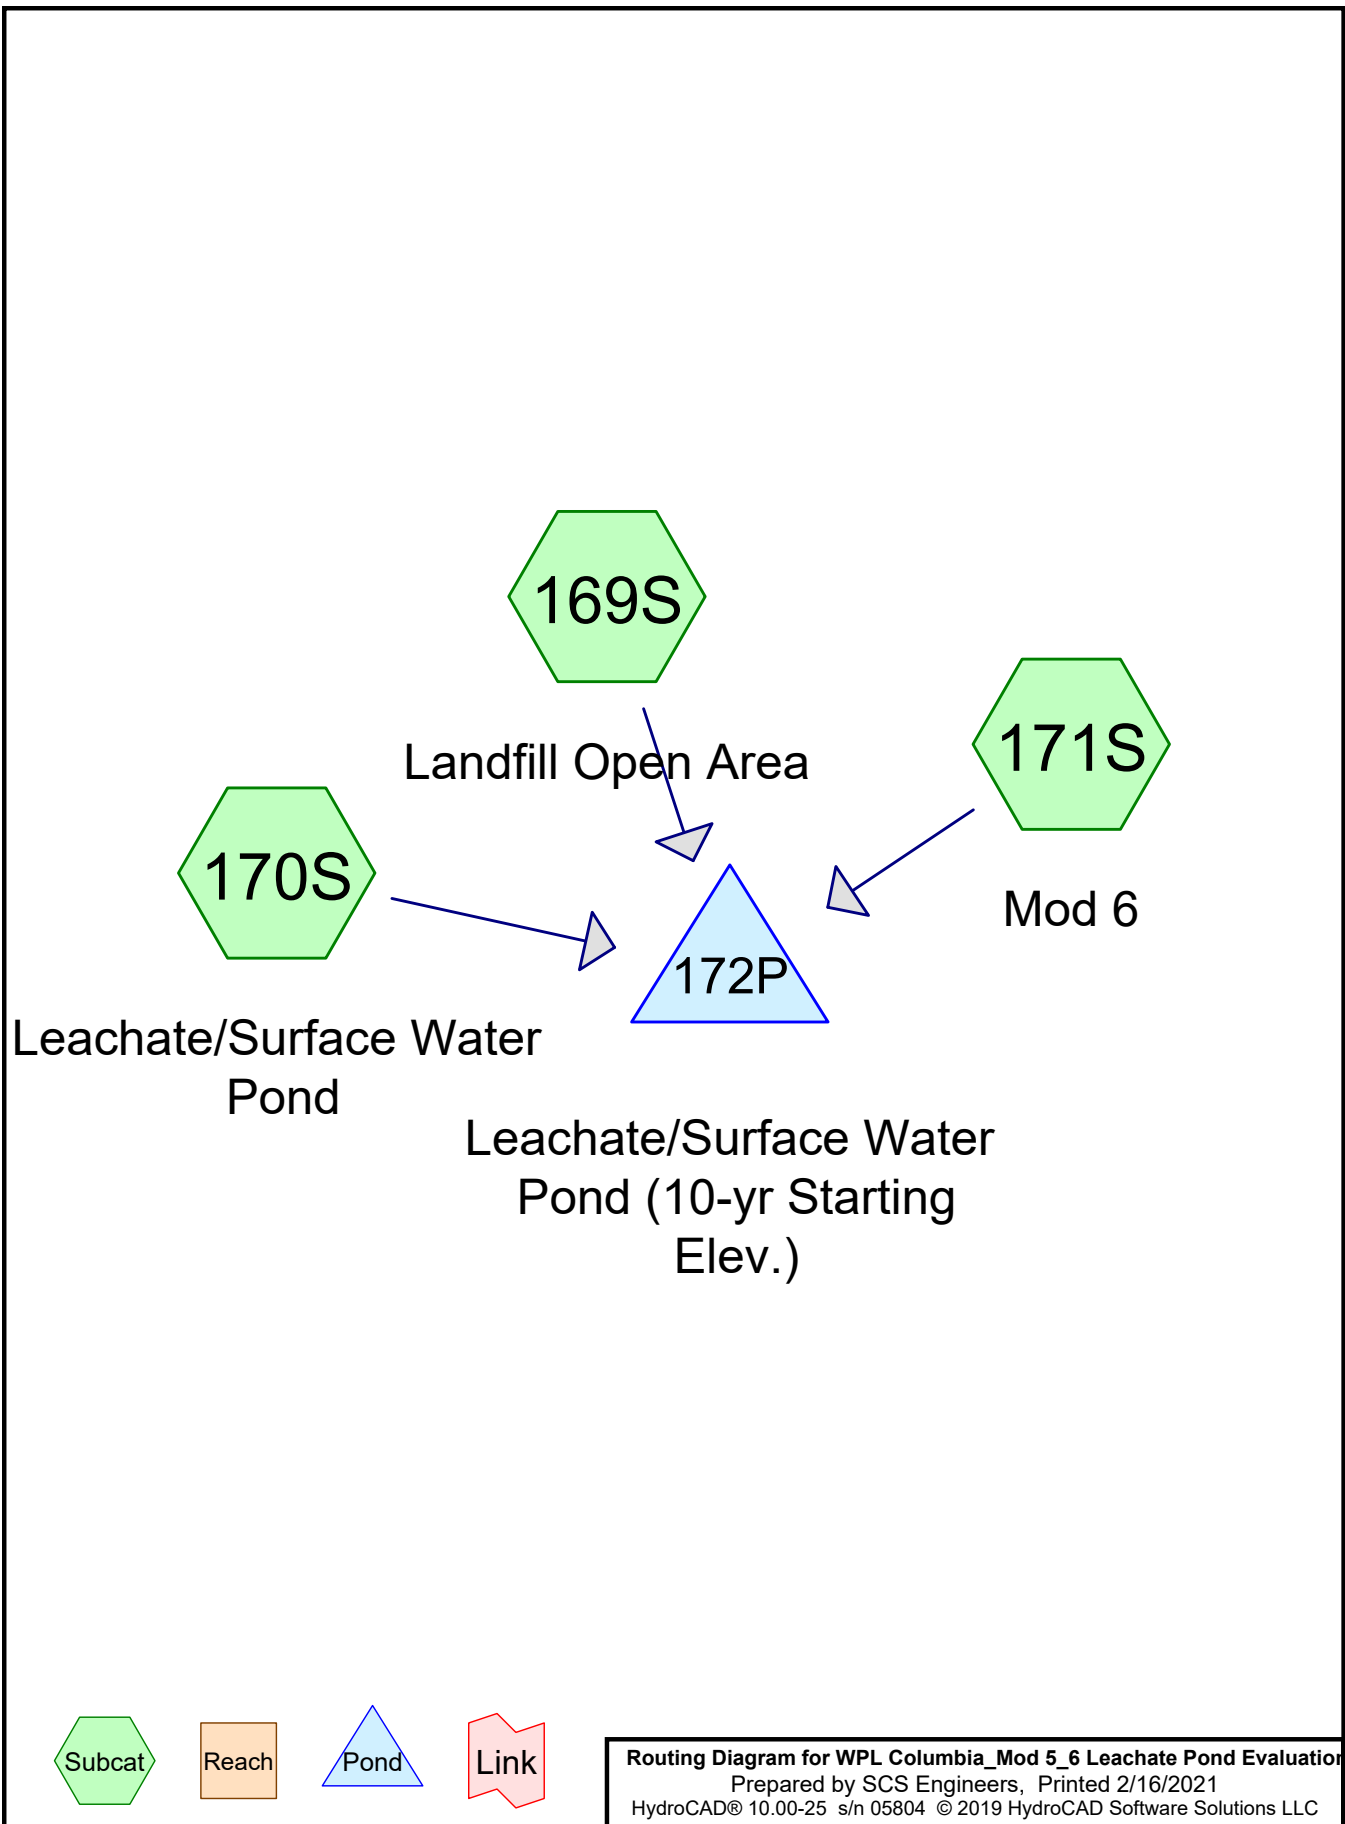 169S
Landfill Open Area
171S
Mod 6
170S
Leachate/Surface Water
Pond
172P
Leachate/Surface Water
Pond (10-yr Starting
Elev.)
Subcat
Reach
Pond
Link
Routing Diagram for WPL Columbia_Mod 5_6 Leachate Pond Evaluation
Prepared by SCS Engineers, Printed 2/16/2021
HydroCAD® 10.00-25 s/n 05804 © 2019 HydroCAD Software Solutions LLC